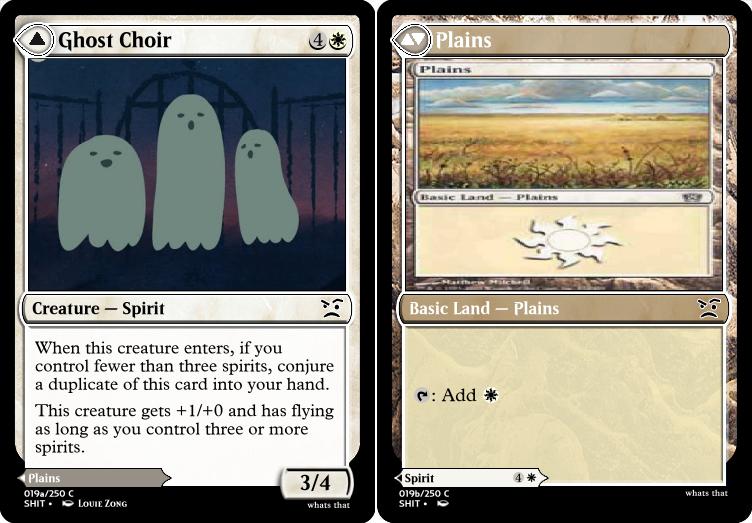 Ghost Choir 4
Creature — Spirit
When this creature enters, if you
control fewer than three spirits, conjure
a duplicate of this card into your hand.
This creature gets +1/+0 and has flying
as long as you control three or more
spirits.
Plains
3/4
019a/250 C
SHIT • Louie Zong
whats that
Plains
Plains
Basic Land — Plains
Matthew Mitchell
Basic Land — Plains
: Add
Spirit 4
019b/250 C
SHIT •
whats that